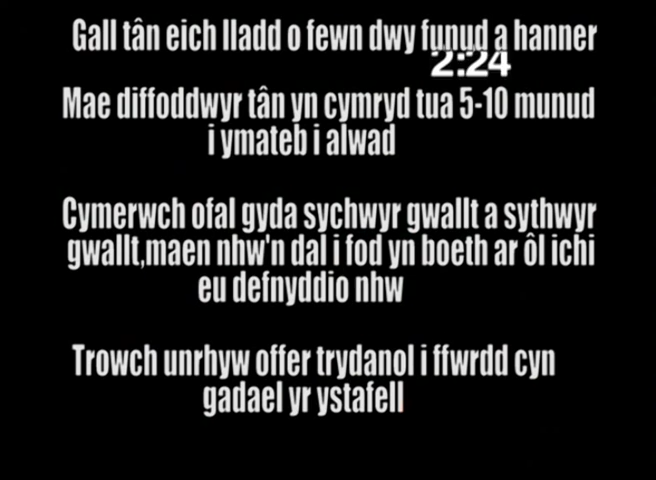 Gall tân eich lladd o fewn dwy funud a hanner
2:24
Mae diffoddwyr tân yn cymryd tua 5-10 munud
i ymateb i alwad
Cymerwch ofal gyda sychwyr gwallt a sythwyr
gwallt,maen nhw'n dal i fod yn boeth ar ôl ichi
eu defnyddio nhw
Trowch unrhyw offer trydanol i ffwrdd cyn
gadael yr ystafell